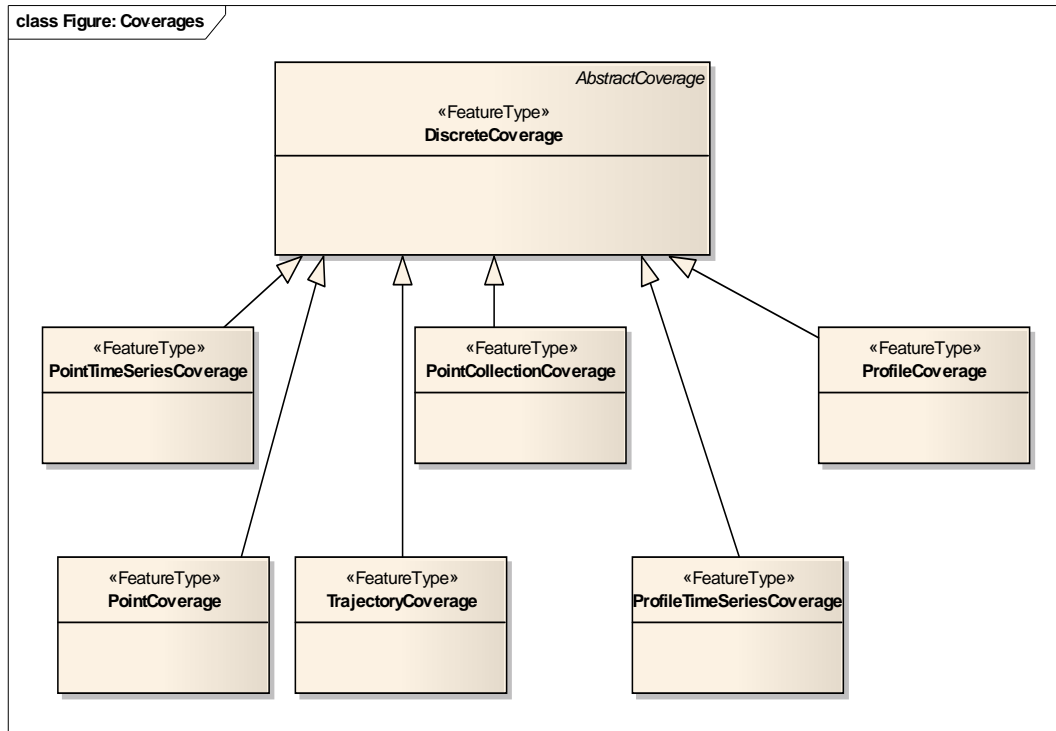 class Figure: Coverages
AbstractCoverage
«FeatureType»
DiscreteCoverage
«FeatureType»
PointTimeSeriesCoverage
«FeatureType»
PointCollectionCoverage
«FeatureType»
ProfileCoverage
«FeatureType»
PointCoverage
«FeatureType»
TrajectoryCoverage
«FeatureType»
ProfileTimeSeriesCoverage